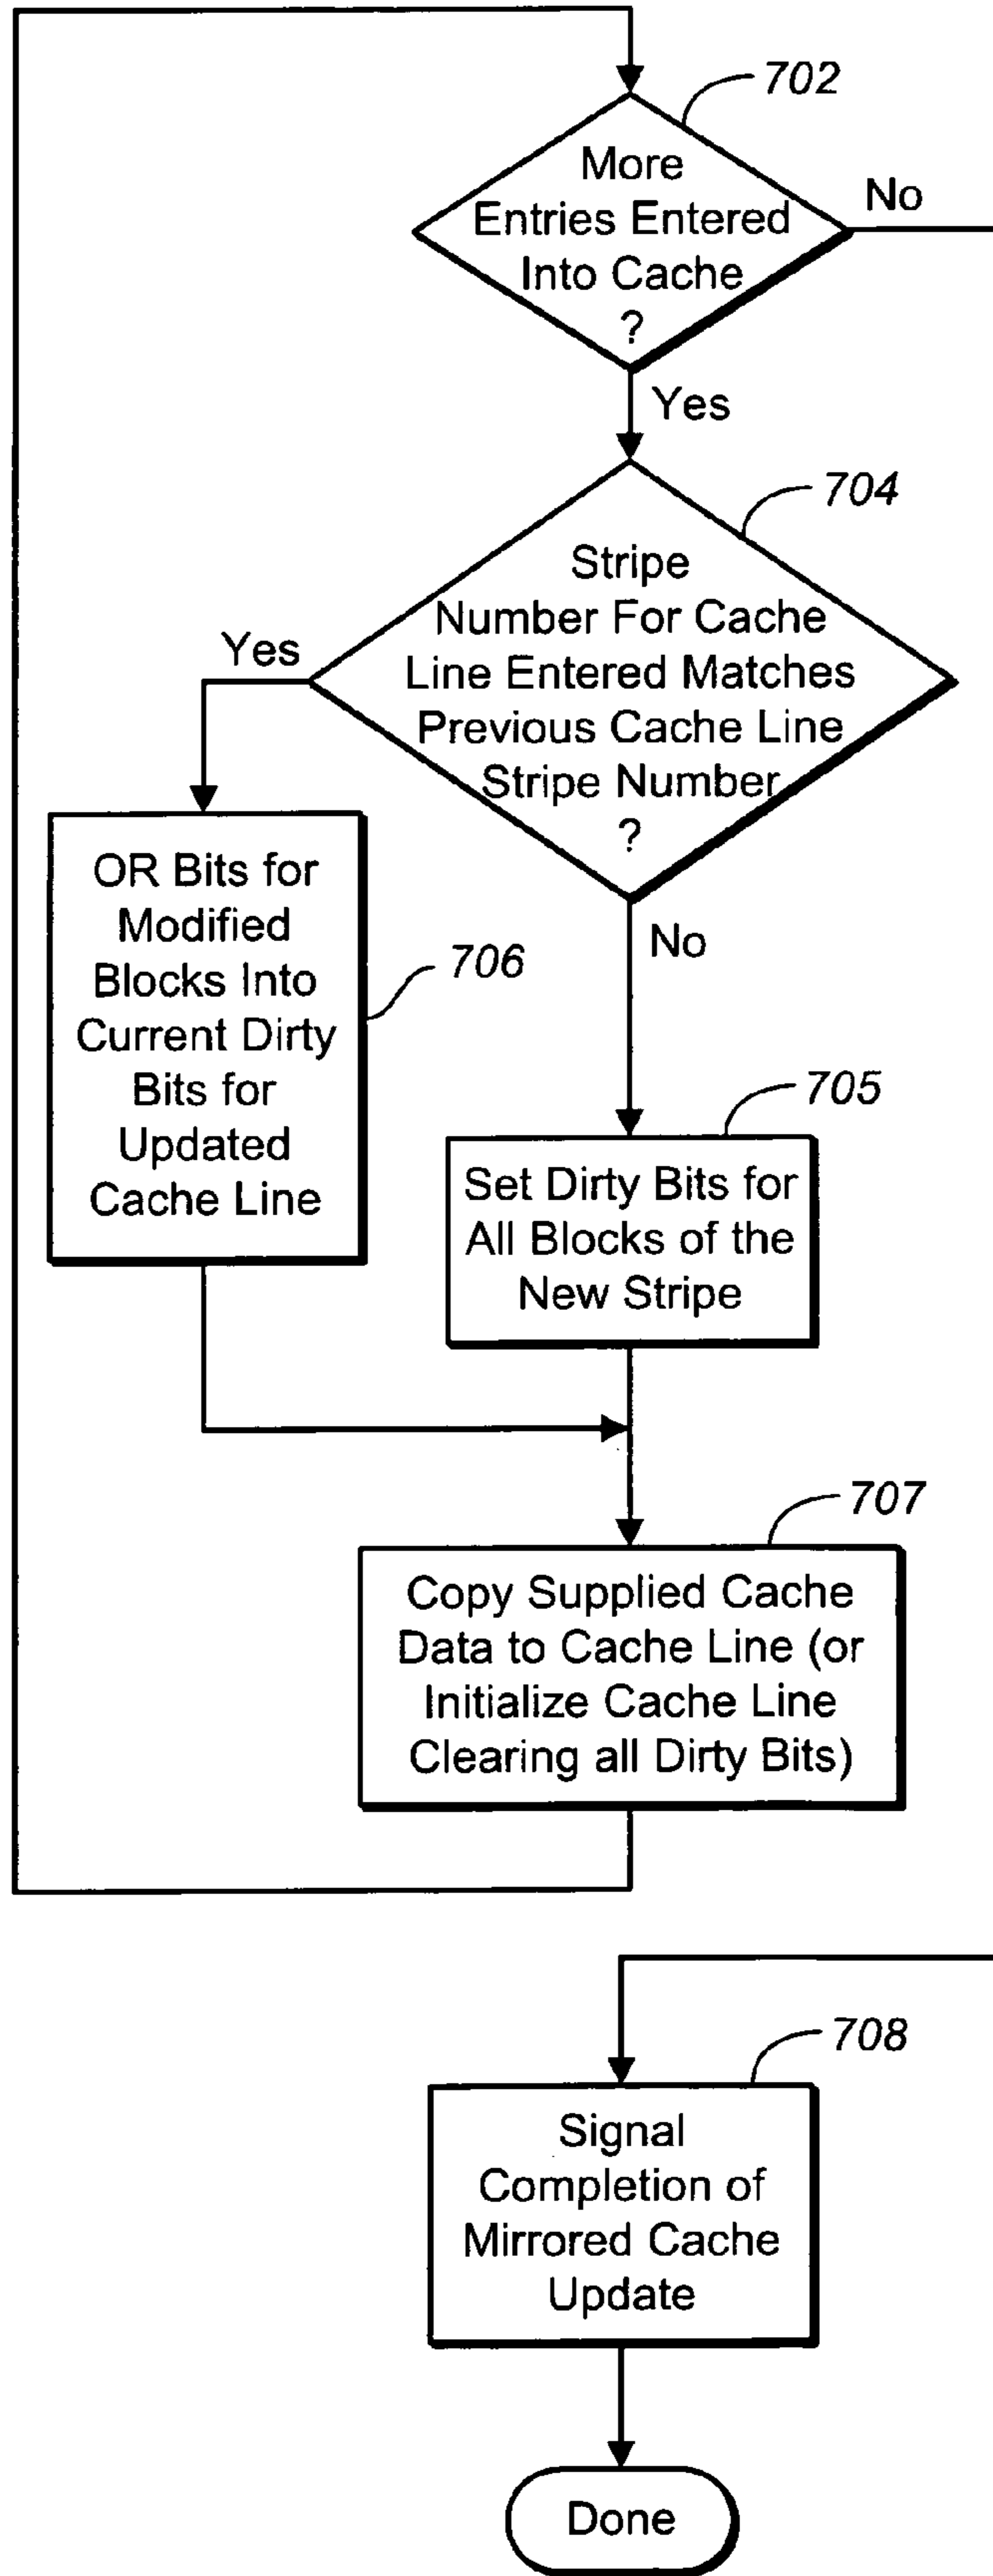 702
More
Entries Entered
Into Cache
?
No
Yes
704
Stripe
Number For Cache
Line Entered Matches
Previous Cache Line
Stripe Number
?
Yes
No
OR Bits for
Modified
Blocks Into
Current Dirty
Bits for
Updated
Cache Line
706
705
Set Dirty Bits for
All Blocks of the
New Stripe
707
Copy Supplied Cache
Data to Cache Line (or
Initialize Cache Line
Clearing all Dirty Bits)
708
Signal
Completion of
Mirrored Cache
Update
Done